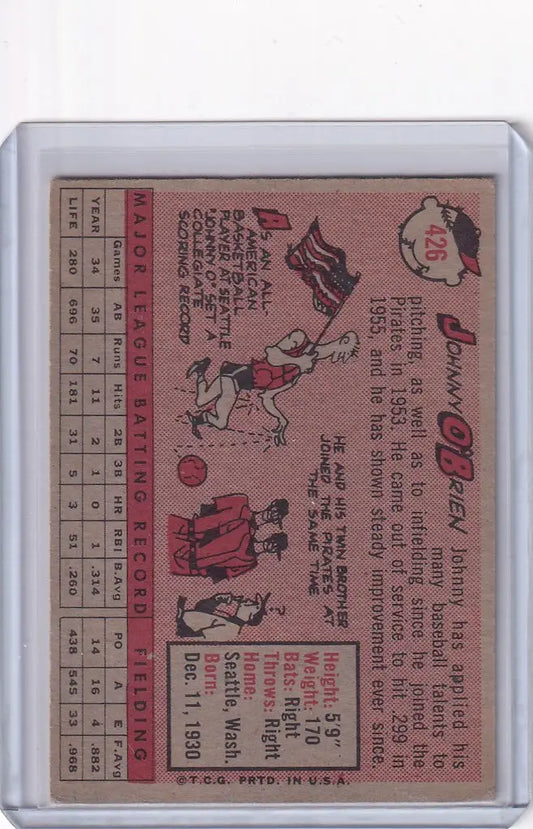 426
JOHNNY O'BRIEN Johnny has applied his
many baseball talents to
pitching, as well as to infielding since he joined the
Pirates in 1953. He came out of service to hit .299 in
1955, and he has shown steady improvement ever since.
AS AN ALL-
AMERICAN
BASKETBALL
PLAYER AT SEATTLE
"JOHNNY O" SET A
COLLEGIATE
SCORING RECORD
HE AND HIS TWIN BROTHER
JOINED THE PIRATES AT
THE SAME TIME
?
Height: 5'9"
Weight: 170
Bats: Right
Throws: Right
Home:
Seattle, Wash.
Born:
Dec. 11, 1930
©T.C.G. PRTD. IN U.S.A.
MAJOR LEAGUE BATTING RECORD FIELDING
Games AB Runs Hits 2B 3B HR RBI B.Avg PO A E F.Avg
YEAR 34 35 7 11 2 1 0 1 .314 14 16 4 .882
LIFE 280 696 70 181 31 5 3 51 .260 438 545 33 .968